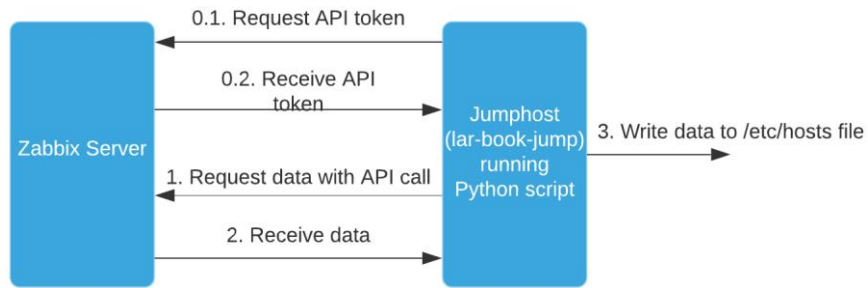 0.1. Request API token
0.2. Receive API
token
Zabbix Server
Jumphost
(lar-book-jump)
running
Python script
3. Write data to /etc/hosts file
1. Request data with API call
2. Receive data